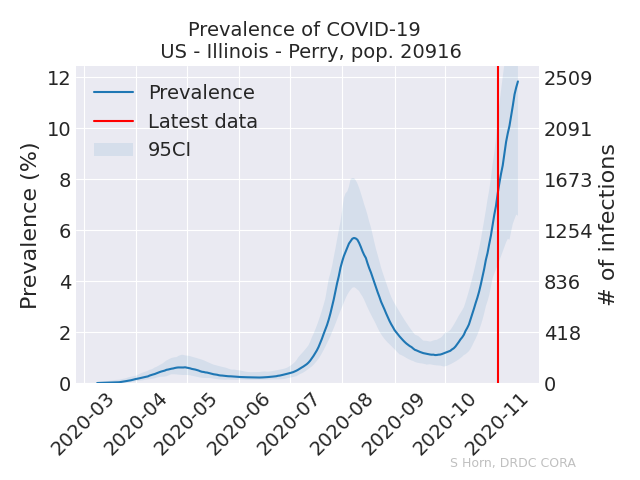 Prevalence of COVID-19
US - Illinois - Perry, pop. 20916
Prevalence
Latest data
95CI
Prevalence (%)
12
10
8
6
4
2
0
2509
2091
1673
1254
836
418
0
# of infections
2020-03
2020-04
2020-05
2020-06
2020-07
2020-08
2020-09
2020-10
2020-11
S Horn, DRDC CORA